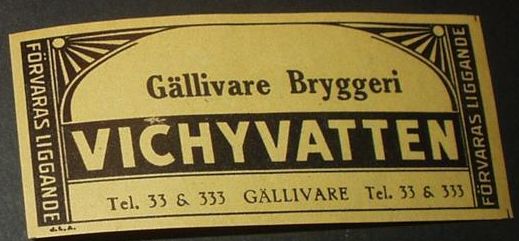 FÖRVARAS LIGGANDE
Gällivare Bryggeri
VICHYVATTEN
Tel. 33 & 333 GÄLLIVARE Tel. 33 & 333
FÖRVARAS LIGGANDE